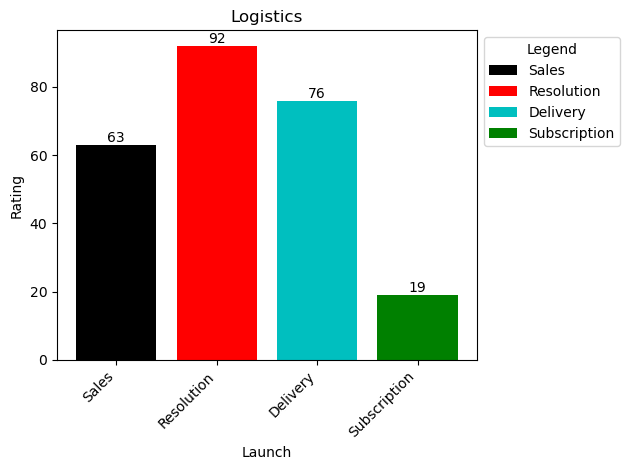 Logistics
Legend
Sales
Resolution
Delivery
Subscription
63
92
76
19
Rating
80
60
40
20
0
Sales
Resolution
Delivery
Subscription
Launch